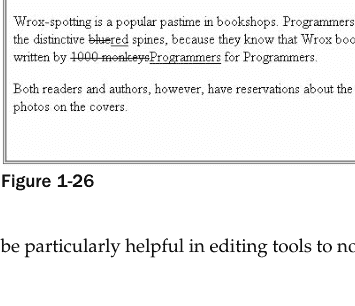 Wrox-spotting is a popular pastime in bookshops. Programmers
the distinctive bluered spines, because they know that Wrox boo
written by 1000 monkeysProgrammers for Programmers.
Both readers and authors, however, have reservations about the
photos on the covers.
Figure 1-26
be particularly helpful in editing tools to no